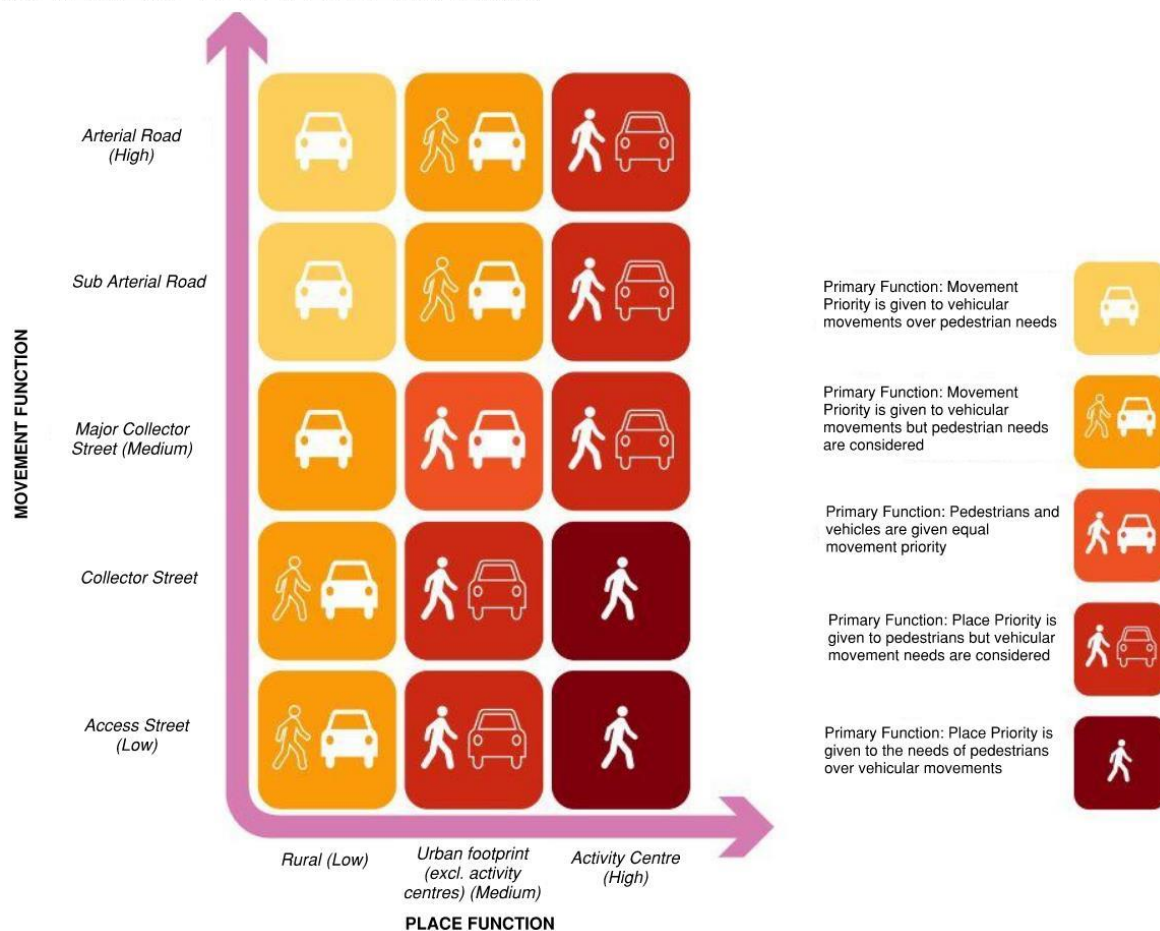 Arterial Road
(High)
Sub Arterial Road
Major Collector
Street (Medium)
Collector Street
Access Street
(Low)
MOVEMENT FUNCTION
Rural (Low)
Urban footprint
(excl. activity
centres) (Medium)
Activity Centre
(High)
PLACE FUNCTION
Primary Function: Movement
Priority is given to vehicular
movements over pedestrian needs
Primary Function: Movement
Priority is given to vehicular
movements but pedestrian needs
are considered
Primary Function: Pedestrians and
vehicles are given equal
movement priority
Primary Function: Place Priority is
given to pedestrians but vehicular
movement needs are considered
Primary Function: Place Priority is
given to the needs of pedestrians
over vehicular movements